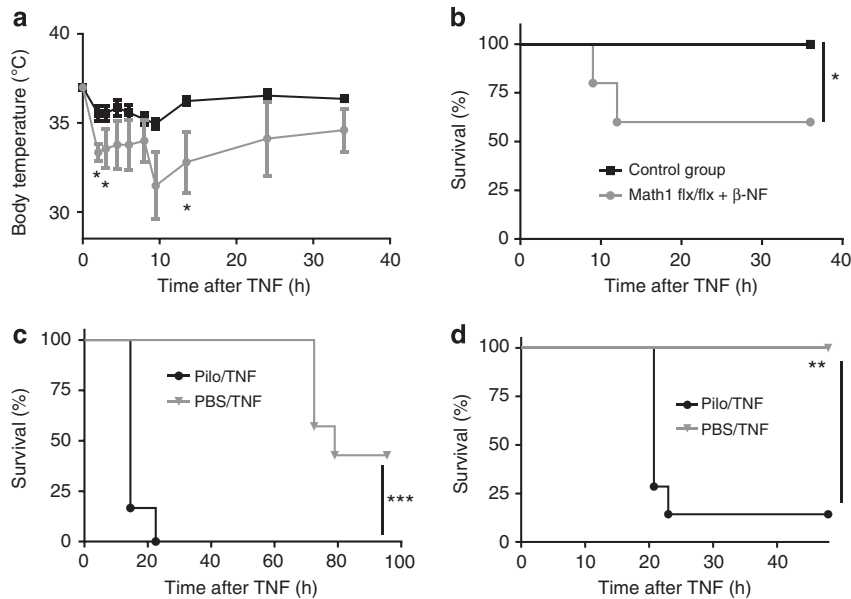 a
Body temperature (°C)
40
35
30
*
*
*
0
10
20
30
40
Time after TNF (h)
b
Survival (%)
100
75
50
25
0
Control group
Math1 flx/flx + β-NF
*
0
10
20
30
40
Time after TNF (h)
c
Survival (%)
100
75
50
25
0
Pilo/TNF
PBS/TNF
***
0
20
40
60
80
100
Time after TNF (h)
d
Survival (%)
100
75
50
25
0
**
Pilo/TNF
PBS/TNF
0
10
20
30
40
Time after TNF (h)